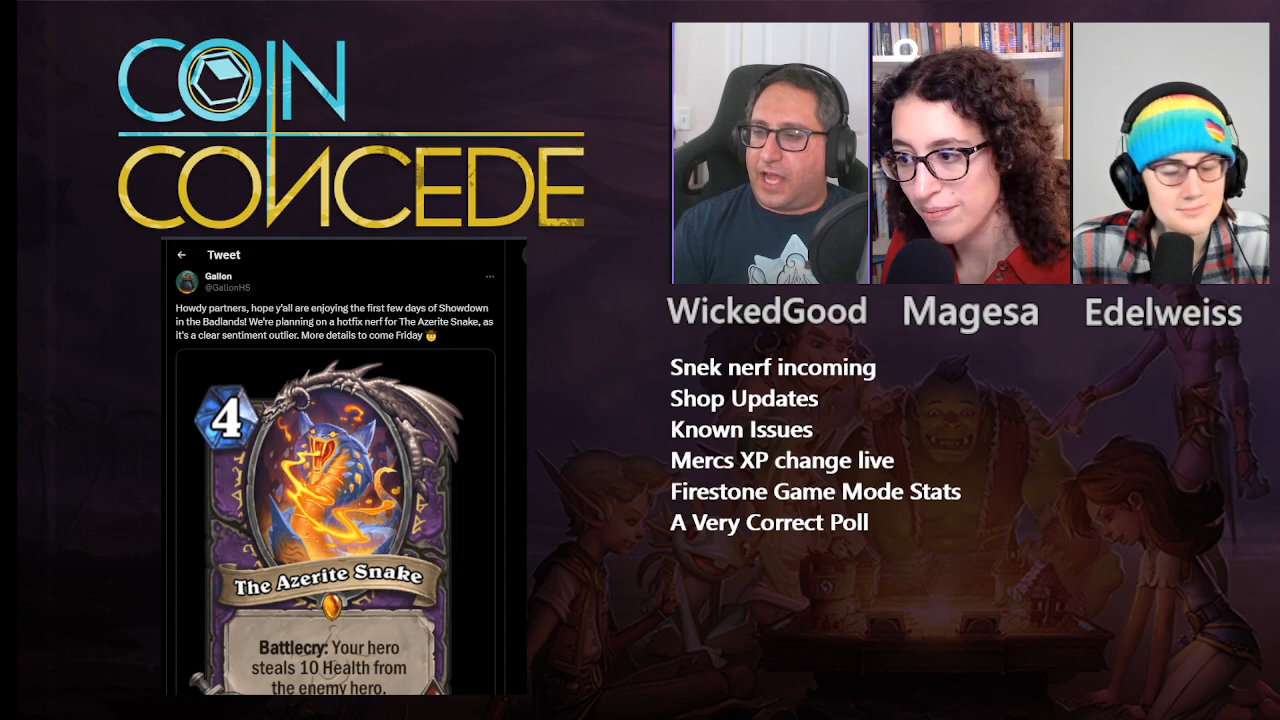 COIN
CONCEDE
Tweet
Gallon
@GallonHS
Howdy partners, hope y'all are enjoying the first few days of Showdown
in the Badlands! We're planning on a hotfix nerf for The Azerite Snake, as
it's a clear sentiment outlier. More details to come Friday 🤠
4
The Azerite Snake
Battlecry: Your hero
steals 10 Health from
the enemy hero.
WickedGood
Magesa
Edelweiss
Snek nerf incoming
Shop Updates
Known Issues
Mercs XP change live
Firestone Game Mode Stats
A Very Correct Poll